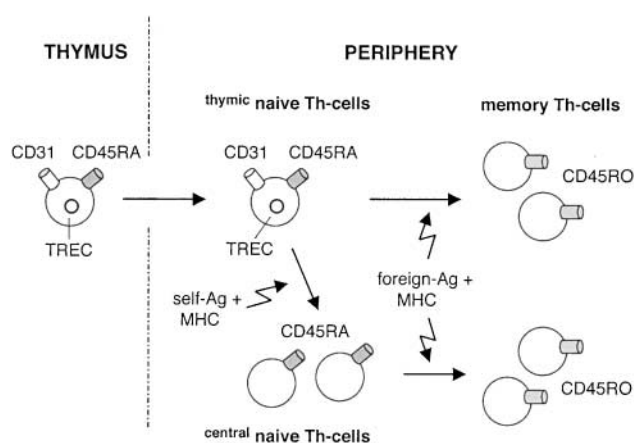 THYMUS
PERIPHERY
thymic naive Th-cells
memory Th-cells
CD31 CD45RA
CD31 CD45RA
CD45RO
TREC
TREC
self-Ag +
MHC
foreign-Ag +
MHC
CD45RA
CD45RO
central naive Th-cells